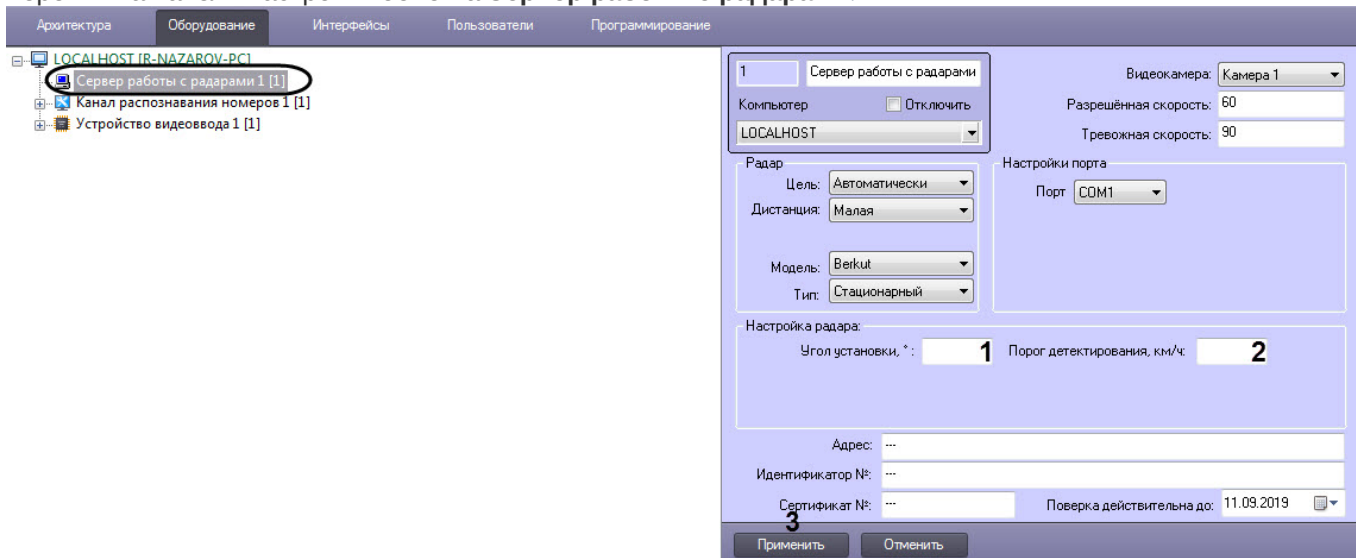 Архитектура Оборудование Интерфейсы Пользователи Программирование
LOCALHOST [R-NAZAROV-PC]
Сервер работы с радарами 1 [1]
Канал распознавания номеров 1 [1]
Устройство видеоввода 1 [1]
1 Сервер работы с радарами
Компьютер Отключить
LOCALHOST
Видеокамера: Камера 1
Разрешённая скорость: 60
Тревожная скорость: 90
Радар
Цель: Автоматически
Дистанция: Малая
Модель: Berkut
Тип: Стационарный
Настройки порта
Порт COM1
Настройка радара:
Угол установки, ° : 1 Порог детектирования, км/ч: 2
Адрес: ---
Идентификатор №: ---
Сертификат №: --- Поверка действительна до: 11.09.2019
3
Применить Отменить